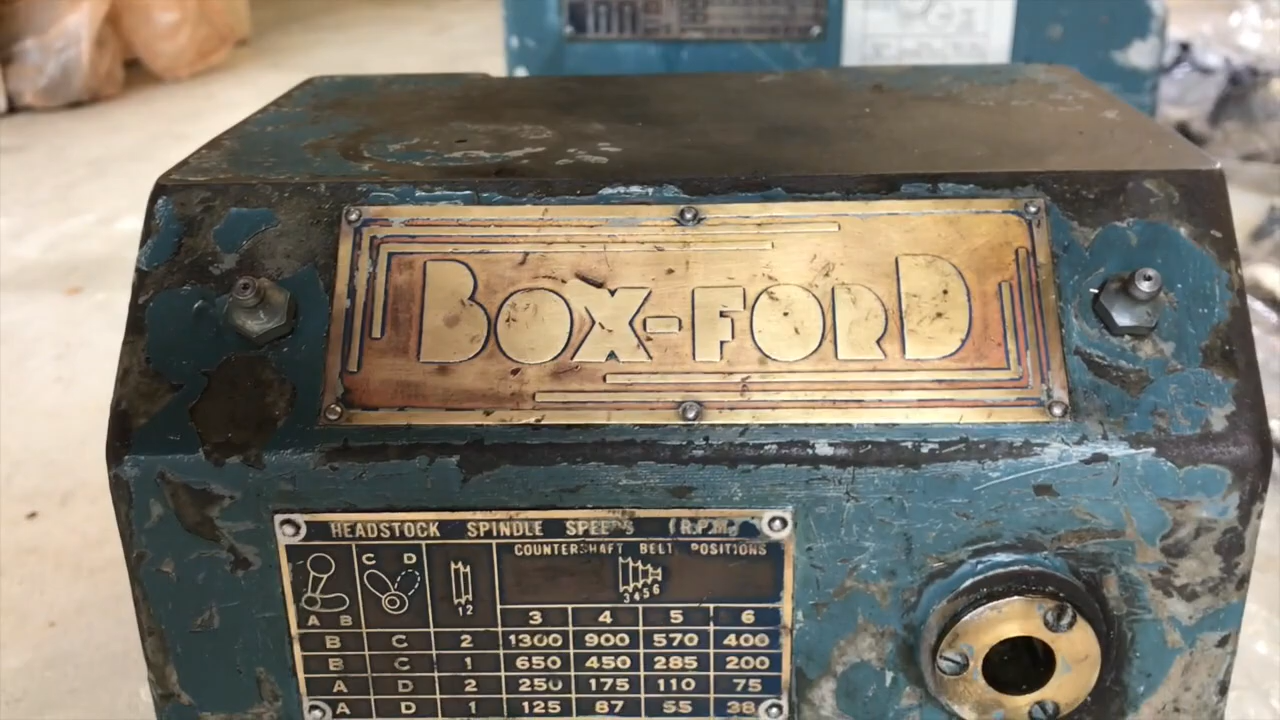 100
BOX-FORD
HEADSTOCK SPINDLE SPEEDS (R.P.M.)
COUNTERSHAFT BELT POSITIONS
C D
3456
12
A B
3 4 5 6
B C 2 1300 900 570 400
B C 1 650 450 285 200
A D 2 250 175 110 75
A D 1 125 87 55 38